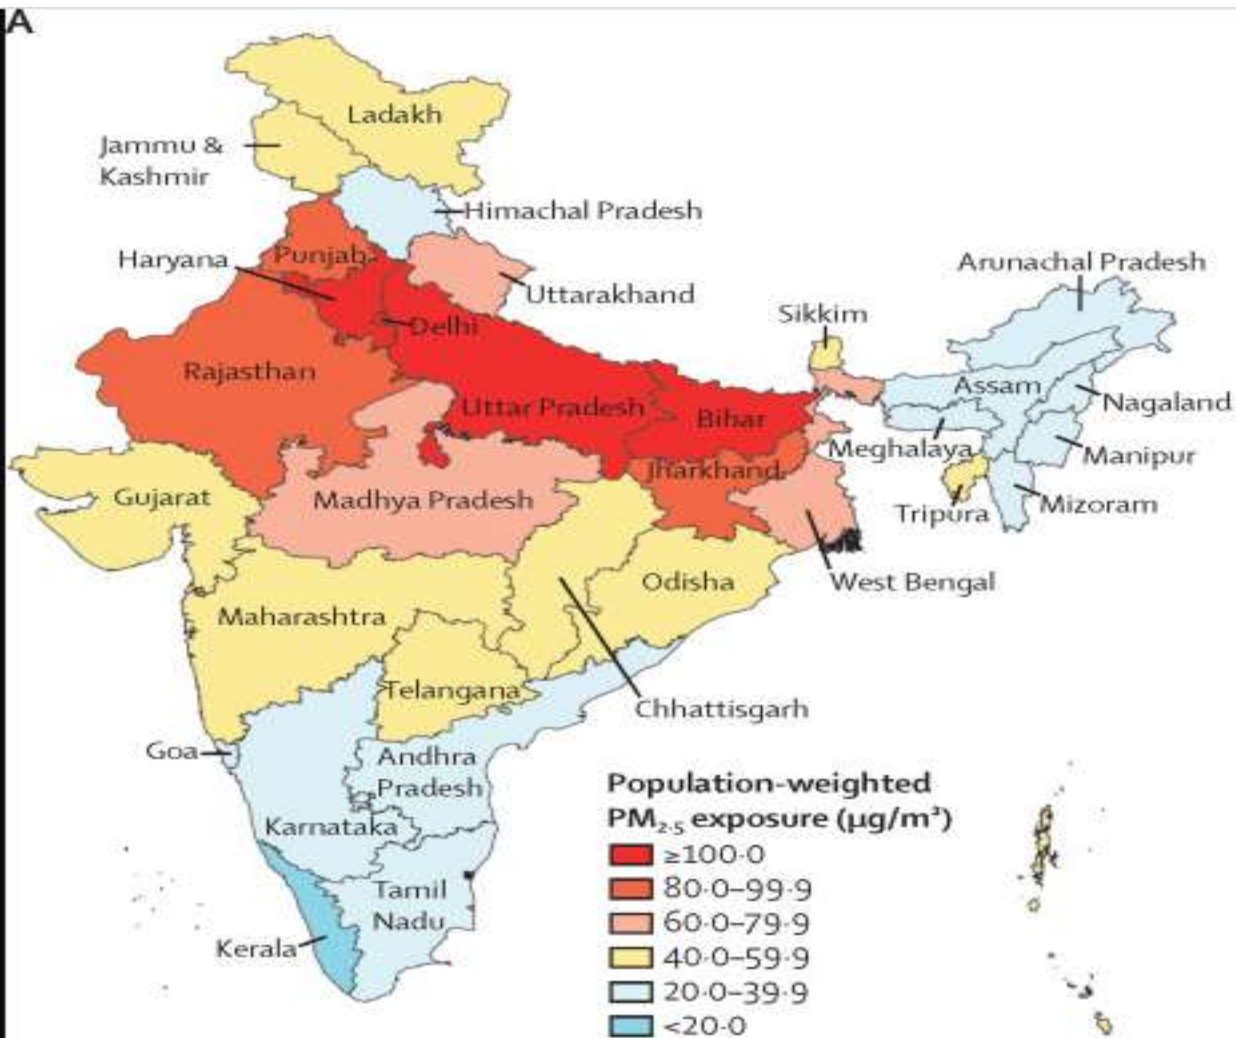 A
Ladakh
Jammu &
Kashmir
Himachal Pradesh
Punjab
Haryana
Uttarakhand
Arunachal Pradesh
Sikkim
Delhi
Rajasthan
Assam
Uttar Pradesh
Bihar
Nagaland
Meghalaya
Manipur
Jharkhand
Gujarat
Madhya Pradesh
Tripura
Mizoram
Odisha
West Bengal
Maharashtra
Telangana
Chhattisgarh
Goa
Andhra
Pradesh
Karnataka
Tamil
Nadu
Kerala
Population-weighted
PM₂·₅ exposure (μg/m³)
≥100·0
80·0–99·9
60·0–79·9
40·0–59·9
20·0–39·9
<20·0